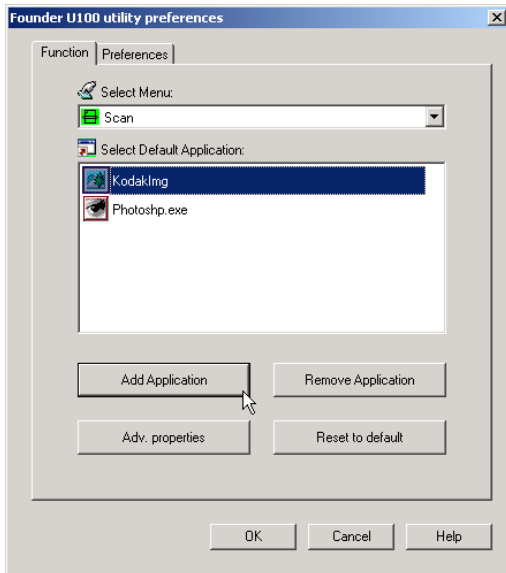 Founder U100 utility preferences
Function Preferences
Select Menu:
Scan
Select Default Application:
KodakImg
Photoshp.exe
Add Application Remove Application
Adv. properties Reset to default
OK Cancel Help